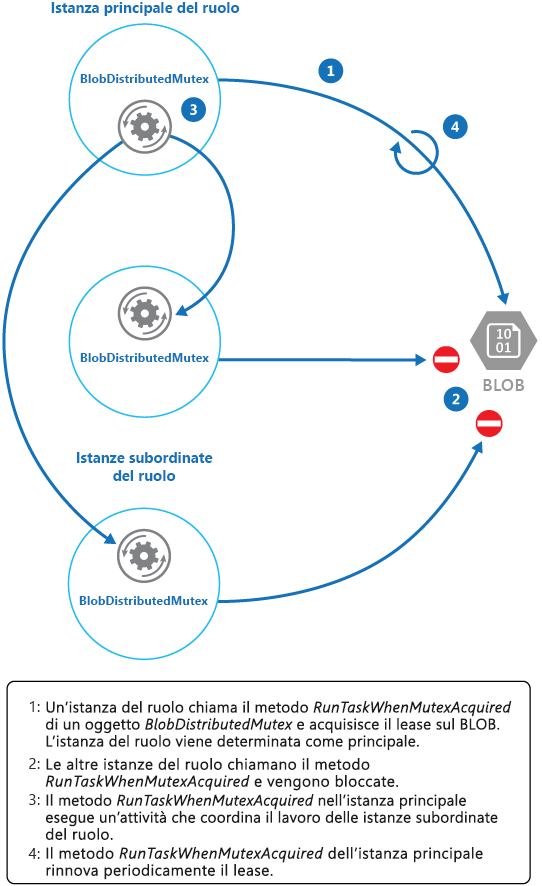 Istanza principale del ruolo
BlobDistributedMutex
1
3
4
BlobDistributedMutex
10
01
BLOB
2
Istanze subordinate
del ruolo
BlobDistributedMutex
1: Un'istanza del ruolo chiama il metodo RunTaskWhenMutexAcquired
di un oggetto BlobDistributedMutex e acquisisce il lease sul BLOB.
L'istanza del ruolo viene determinata come principale.
2: Le altre istanze del ruolo chiamano il metodo
RunTaskWhenMutexAcquired e vengono bloccate.
3: Il metodo RunTaskWhenMutexAcquired nell'istanza principale
esegue un'attività che coordina il lavoro delle istanze subordinate
del ruolo.
4: Il metodo RunTaskWhenMutexAcquired dell'istanza principale
rinnova periodicamente il lease.